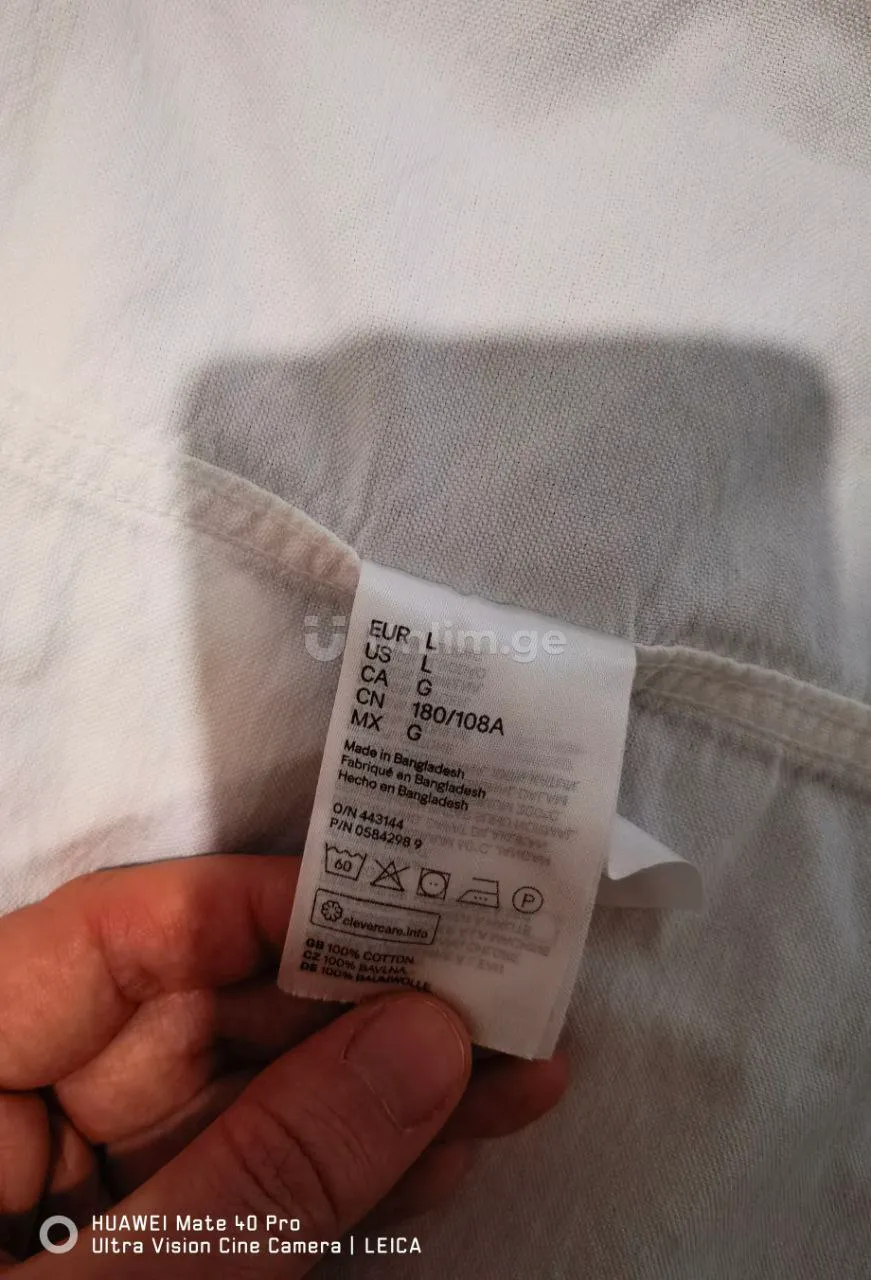 EUR L
US L
CA G
CN 180/108A
MX G
Made in Bangladesh
Fabriqué en Bangladesh
Hecho en Bangladesh
O/N 443144
P/N 0584298 9
60
P
clevercare.info
GB 100% COTTON
CZ 100% BAVLNA
DE 100% BAUMWOLLE
HUAWEI Mate 40 Pro
Ultra Vision Cine Camera | LEICA